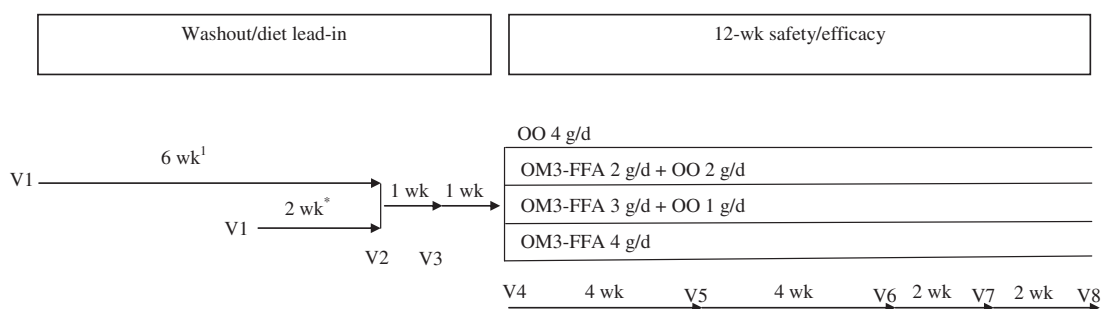 Washout/diet lead-in
12-wk safety/efficacy
OO 4 g/d
6 wk¹
V1
OM3-FFA 2 g/d + OO 2 g/d
1 wk
1 wk
2 wk*
OM3-FFA 3 g/d + OO 1 g/d
V1
OM3-FFA 4 g/d
V2
V3
V4
4 wk
V5
4 wk
V6
2 wk
V7
2 wk
V8